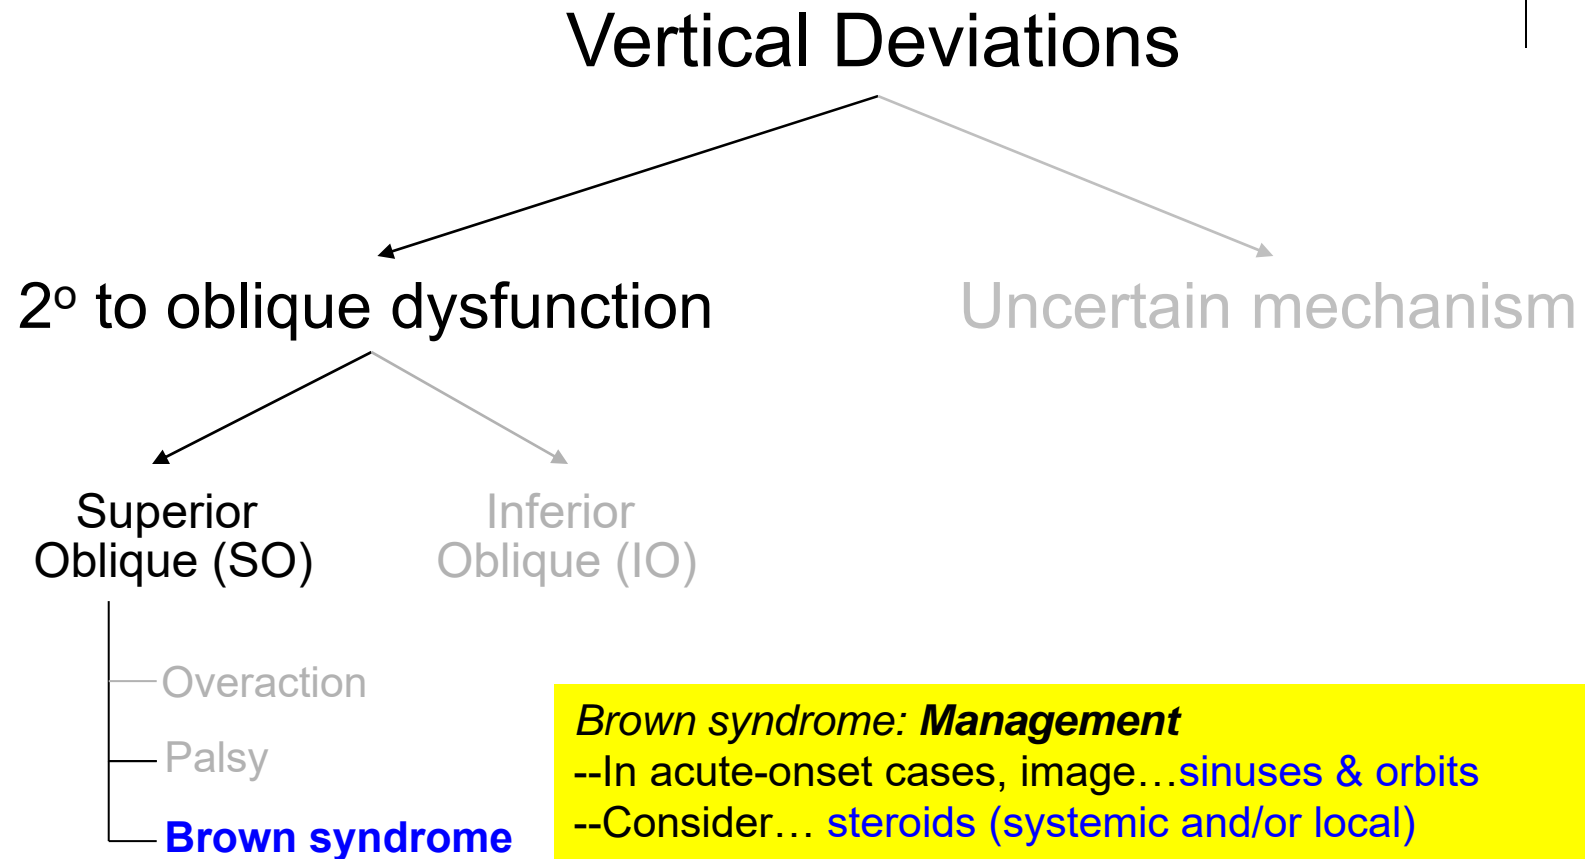 Vertical Deviations
2º to oblique dysfunction
Uncertain mechanism
Superior
Oblique (SO)
Inferior
Oblique (IO)
Overaction
Palsy
Brown syndrome
Brown syndrome: Management
--In acute-onset cases, image…sinuses & orbits
--Consider… steroids (systemic and/or local)